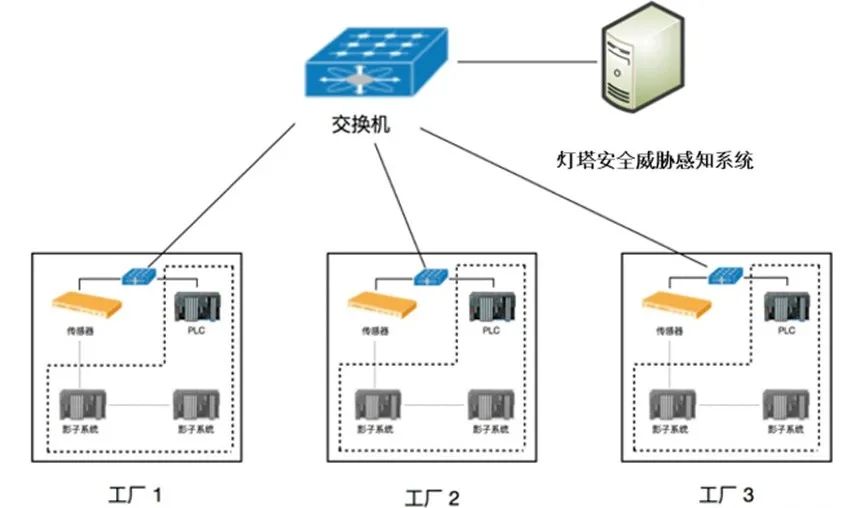 交换机
灯塔安全威胁感知系统
传感器
PLC
影子系统
影子系统
工厂 1
传感器
PLC
影子系统
影子系统
工厂 2
传感器
PLC
影子系统
影子系统
工厂 3